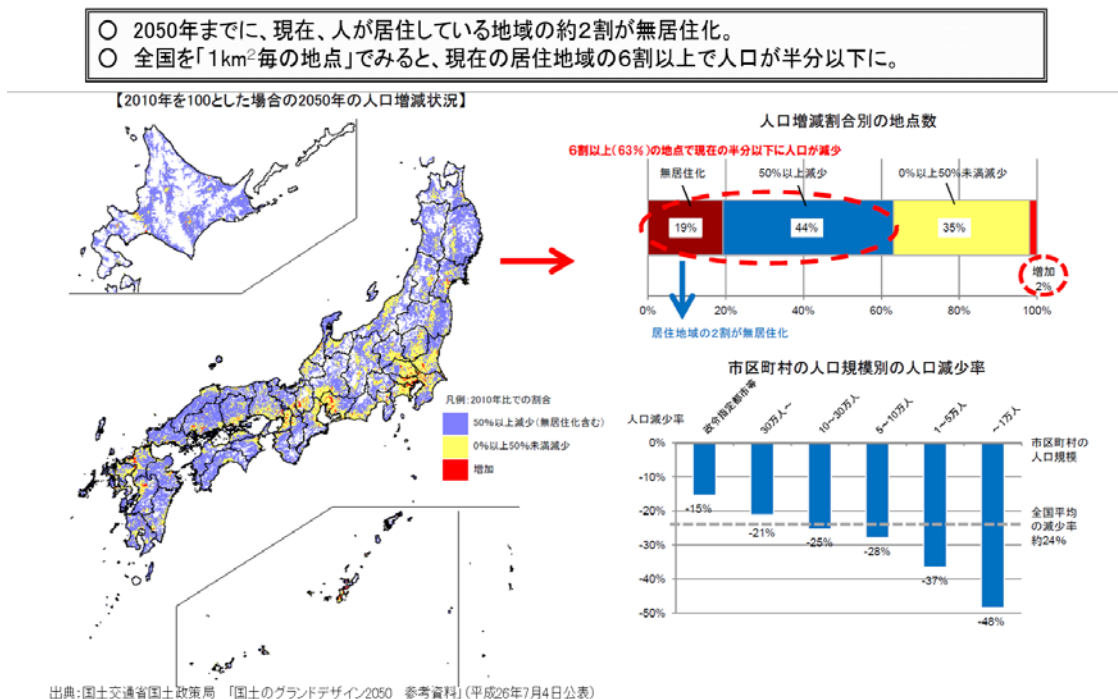 ○ 2050年までに、現在、人が居住している地域の約2割が無居住化。
○ 全国を「1km²毎の地点」でみると、現在の居住地域の6割以上で人口が半分以下に。
【2010年を100とした場合の2050年の人口増減状況】
凡例:2010年比での割合
50%以上減少(無居住化含む)
0%以上50%未満減少
増加
人口増減割合別の地点数
6割以上(63%)の地点で現在の半分以下に人口が減少
無居住化 50%以上減少 0%以上50%未満減少
19% 44% 35%
増加
2%
0% 20% 40% 60% 80% 100%
居住地域の2割が無居住化
市区町村の人口規模別の人口減少率
人口減少率
政令指定都市等 30万人~ 10~30万人 5~10万人 1~5万人 ~1万人
市区町村の
人口規模
0%
-10%
-20%
-30%
-40%
-50%
-15%
-21%
-25%
-28%
-37%
-48%
全国平均
の減少率
約24%
出典:国土交通省国土政策局 「国土のグランドデザイン2050 参考資料」(平成26年7月4日公表)